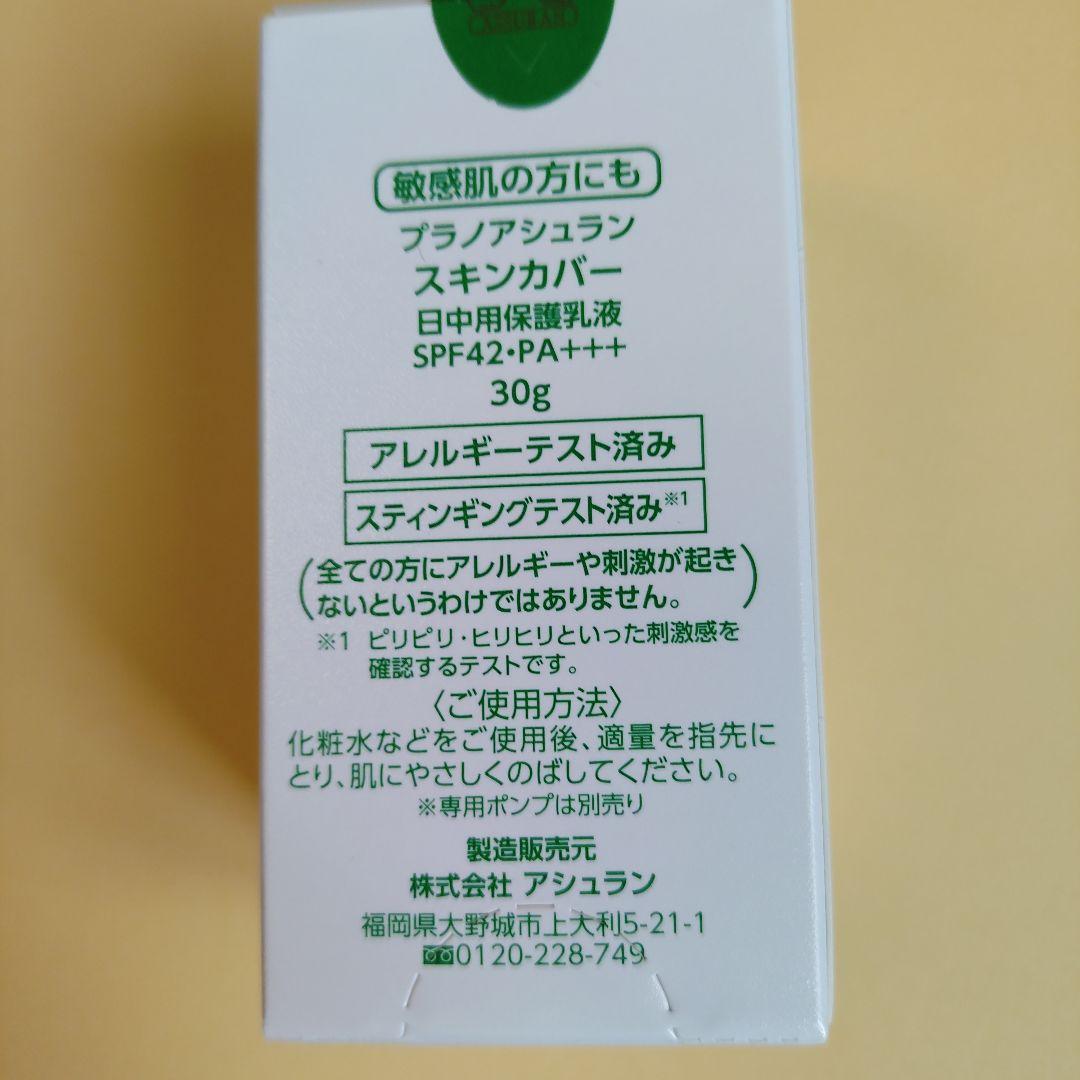 敏感肌の方にも
プラノアシュラン
スキンカバー
日中用保護乳液
SPF42・PA+++
30g
アレルギーテスト済み
スティンギングテスト済み※1
(全ての方にアレルギーや刺激が起き
ないというわけではありません。)
※1 ピリピリ・ヒリヒリといった刺激感を
確認するテストです。
〈ご使用方法〉
化粧水などをご使用後、適量を指先に
とり、肌にやさしくのばしてください。
※専用ポンプは別売り
製造販売元
株式会社 アシュラン
福岡県大野城市上大利5-21-1
0120-228-749